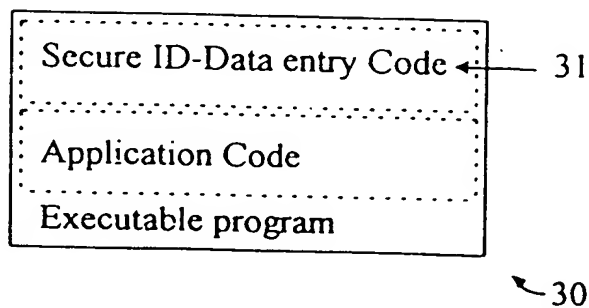 Secure ID-Data entry Code 31
Application Code
Executable program
30